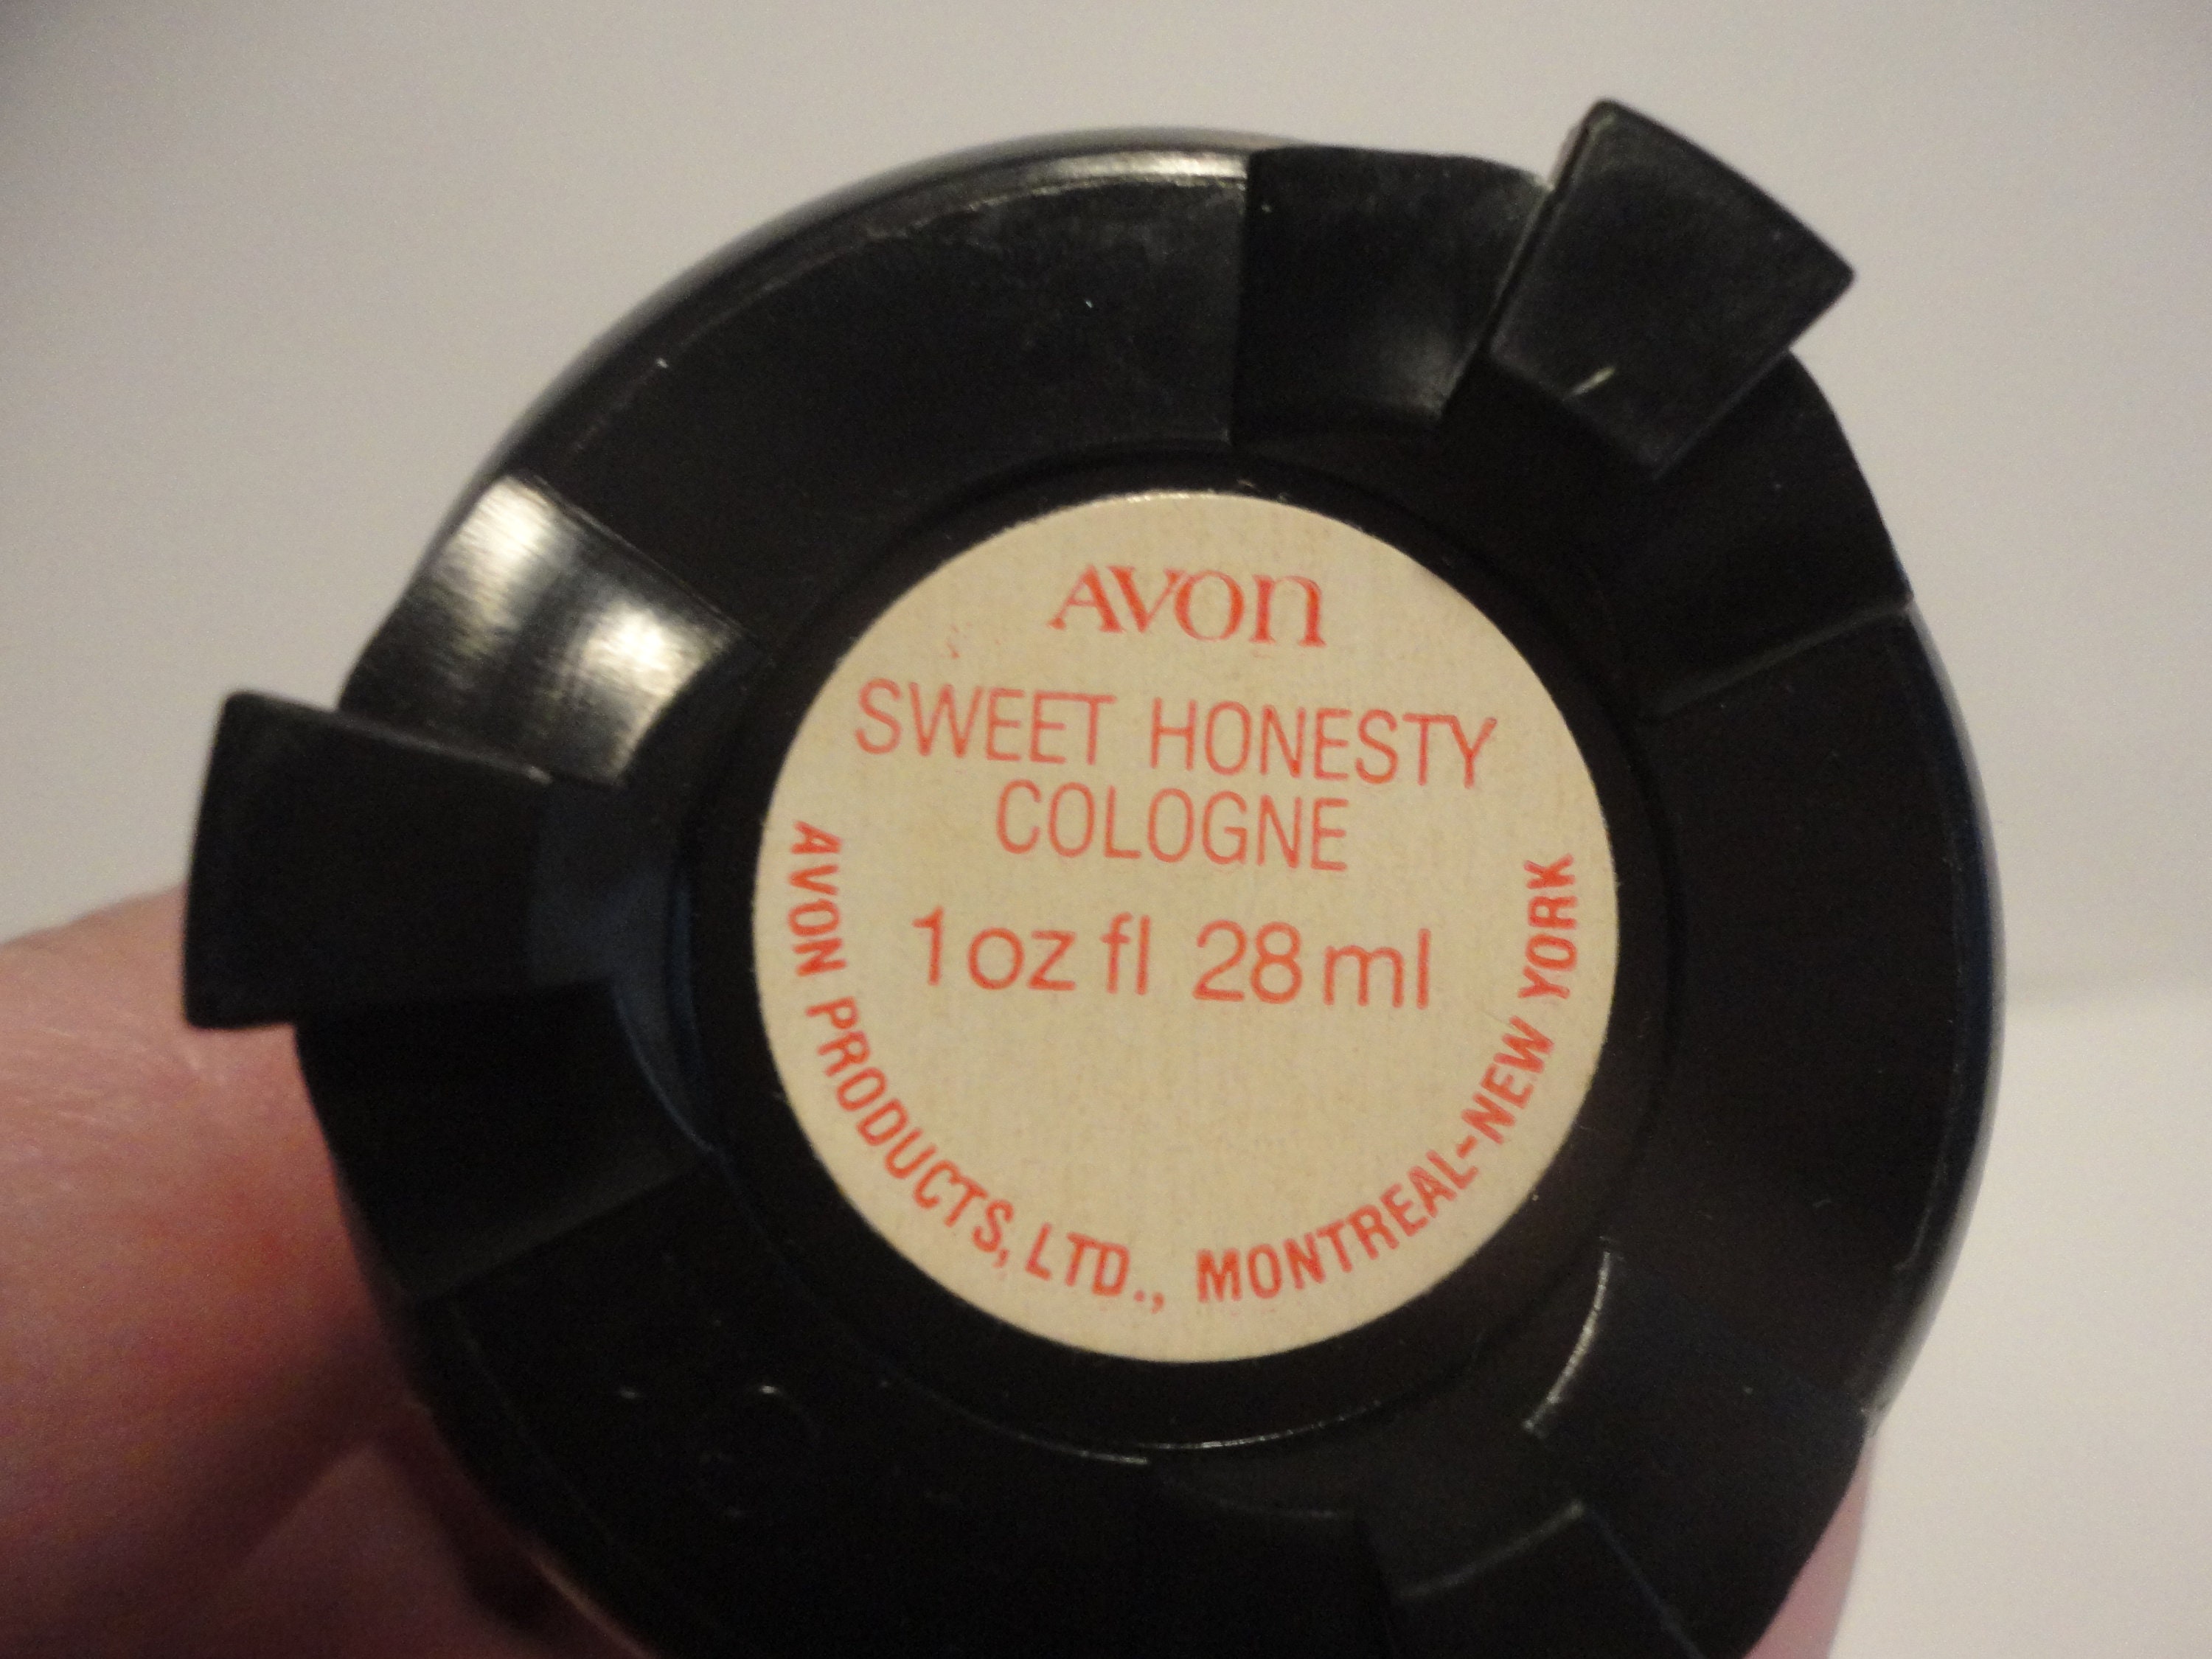 AVON
SWEET HONESTY
COLOGNE
1 oz fl 28 ml
AVON PRODUCTS, LTD., MONTREAL-NEW YORK